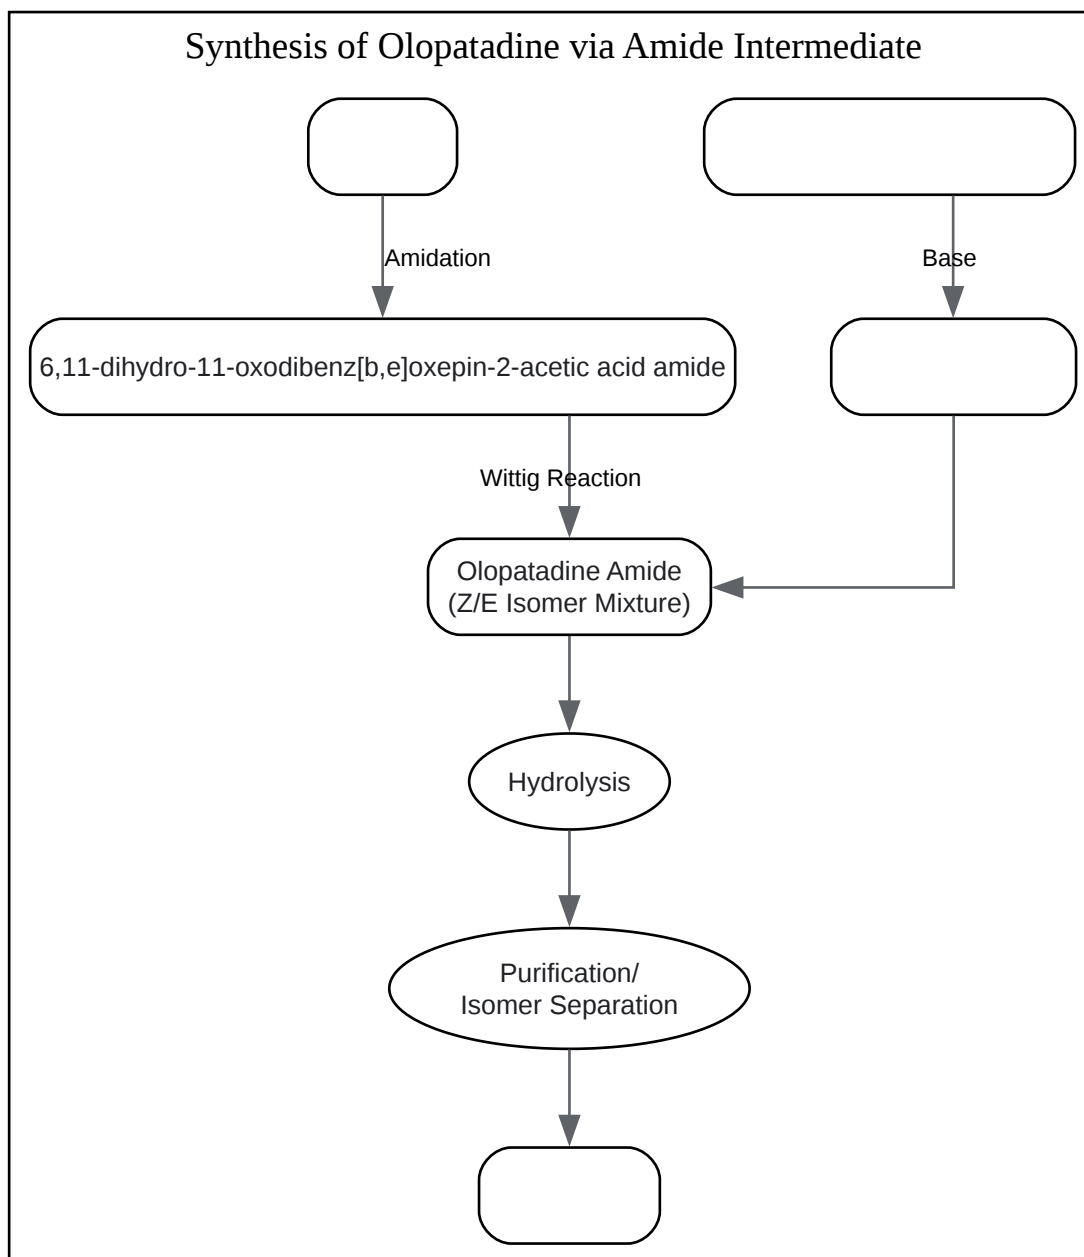 Synthesis of Olopatadine via Amide Intermediate
Amidation
Base
6,11-dihydro-11-oxodibenz[b,e]oxepin-2-acetic acid amide
Wittig Reaction
Olopatadine Amide
(Z/E Isomer Mixture)
Hydrolysis
Purification/
Isomer Separation